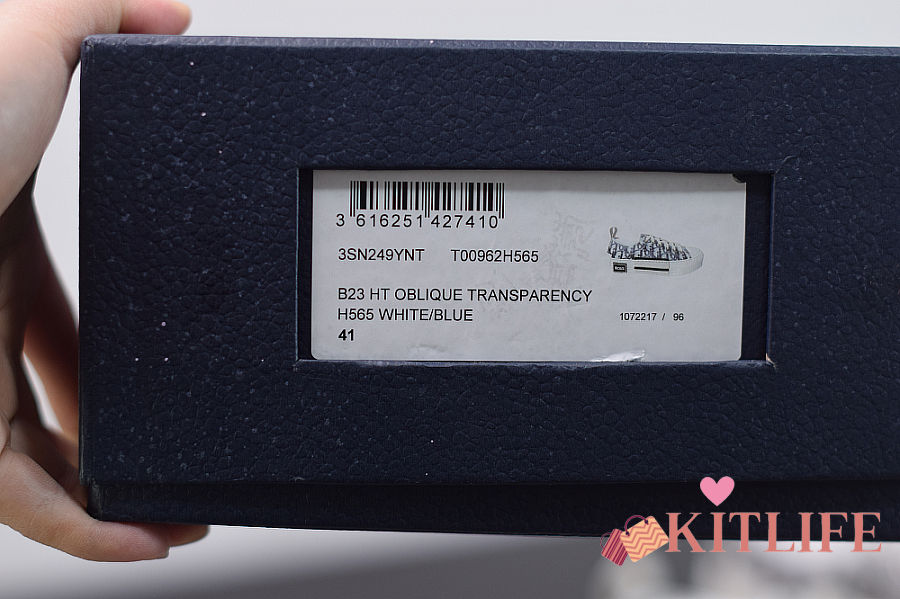 3 616251 427410
3SN249YNT T00962H565
B23 HT OBLIQUE TRANSPARENCY
H565 WHITE/BLUE
41
1072217 / 96
KITLIFE